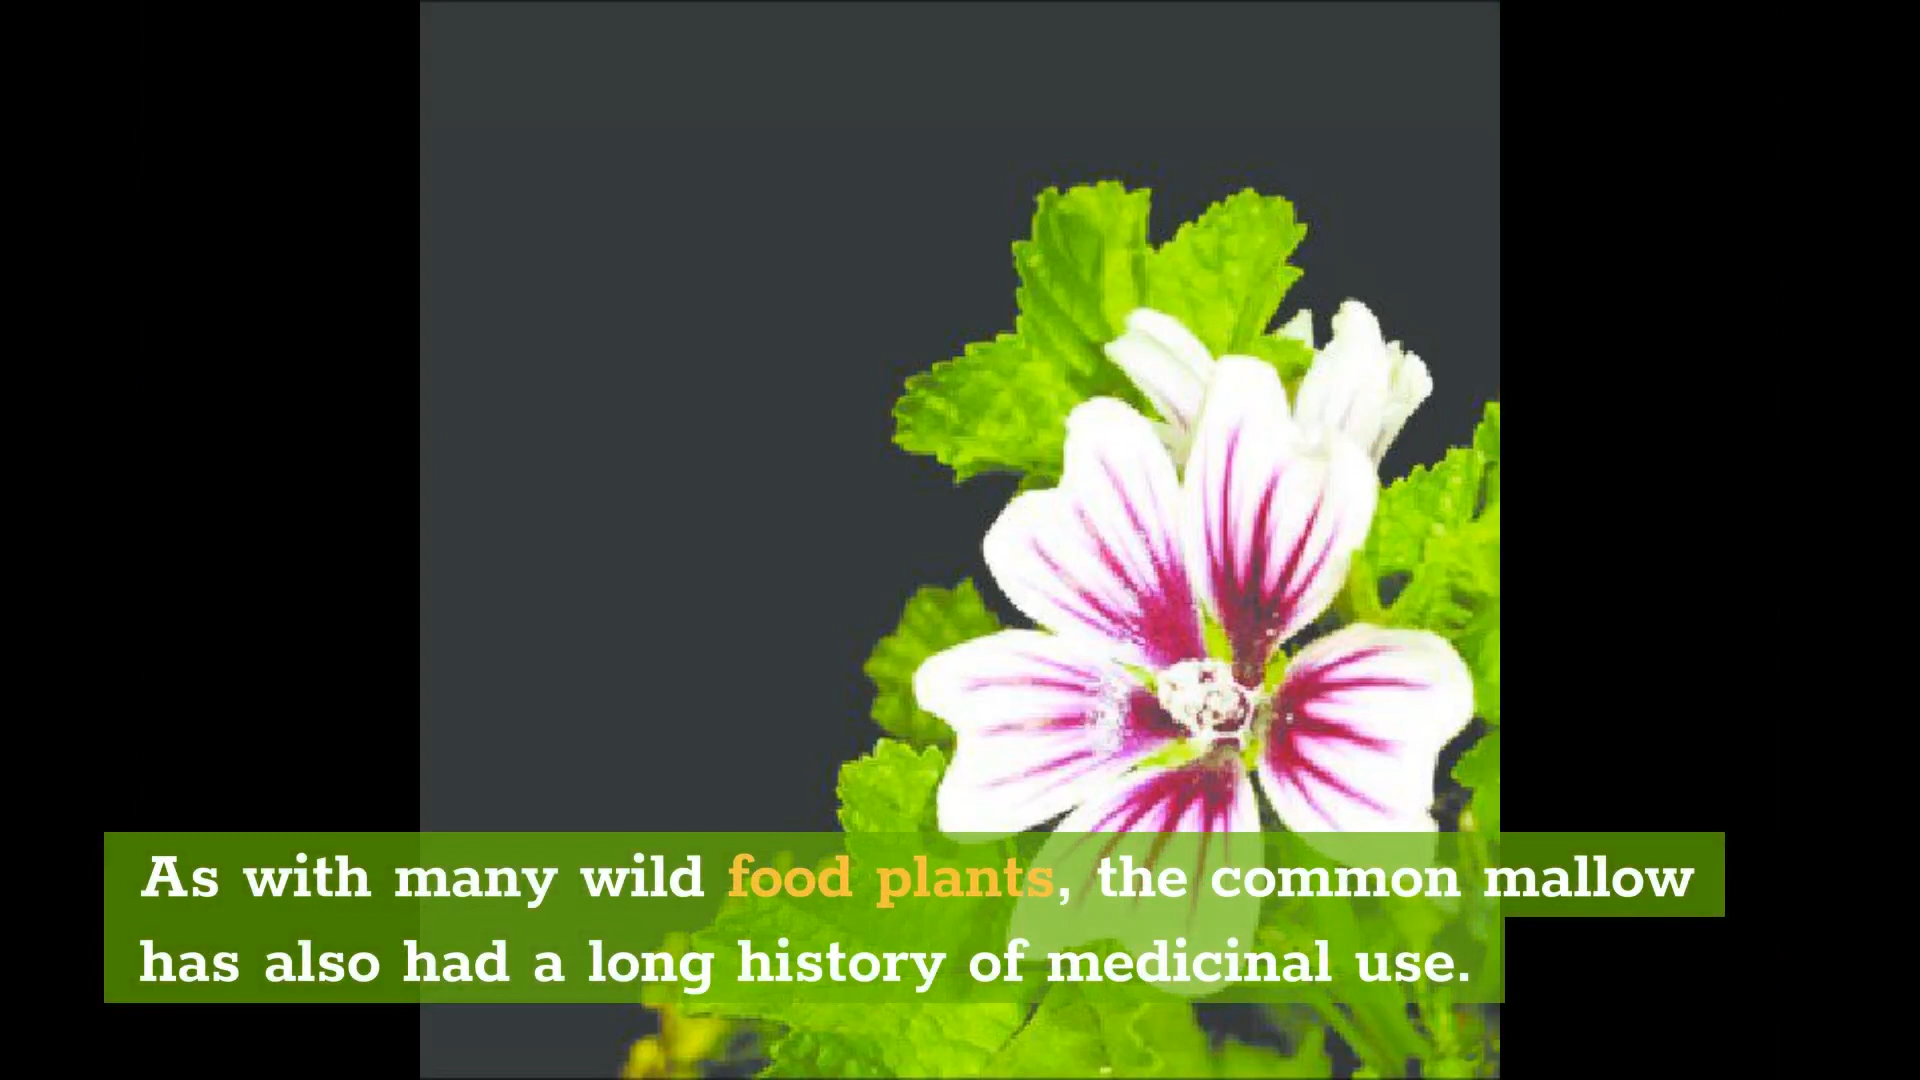 As with many wild food plants, the common mallow
has also had a long history of medicinal use.